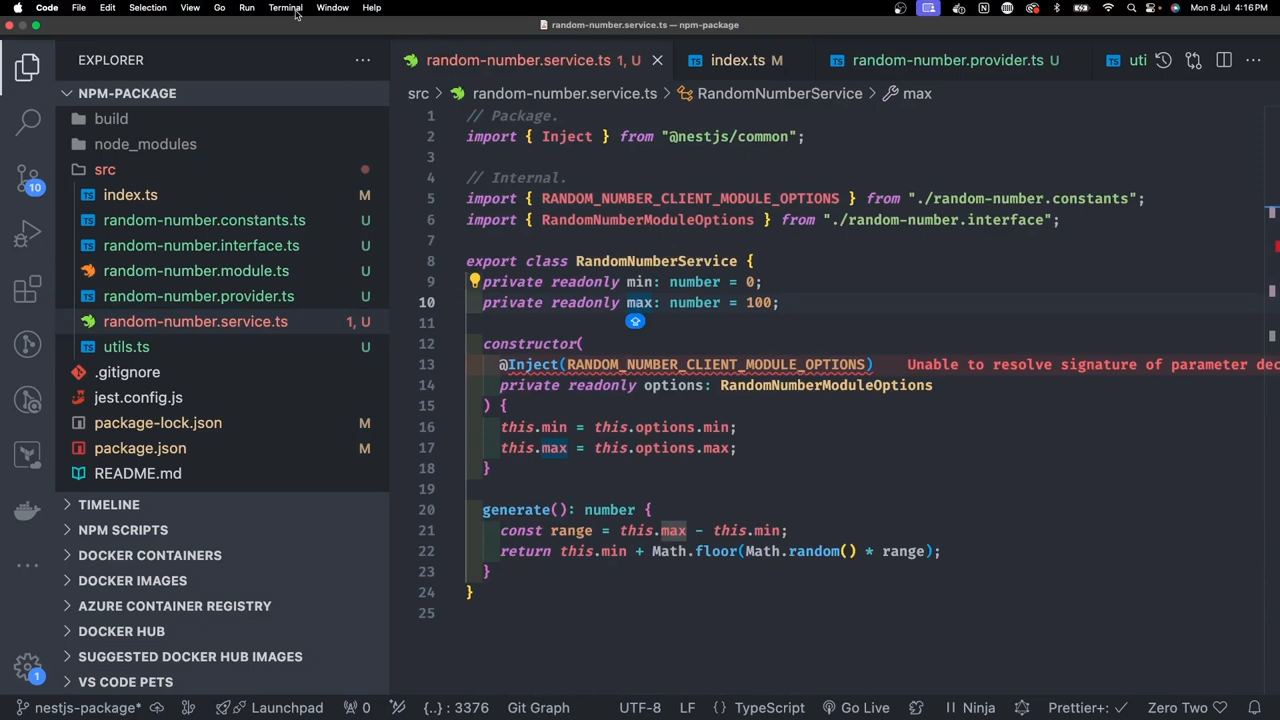 Code File Edit Selection View Go Run Terminal Window Help Mon 8 Jul 4:16 PM
random-number.service.ts — npm-package
EXPLORER
random-number.service.ts 1, U
index.ts M
random-number.provider.ts U
uti
NPM-PACKAGE
build
node_modules
src
index.ts M
random-number.constants.ts U
random-number.interface.ts U
random-number.module.ts U
random-number.provider.ts U
random-number.service.ts 1, U
utils.ts U
.gitignore
jest.config.js
package-lock.json M
package.json M
README.md
TIMELINE
NPM SCRIPTS
DOCKER CONTAINERS
DOCKER IMAGES
AZURE CONTAINER REGISTRY
DOCKER HUB
SUGGESTED DOCKER HUB IMAGES
VS CODE PETS
10
1
src > random-number.service.ts > RandomNumberService > max
1 // Package.
2 import { Inject } from "@nestjs/common";
3
4 // Internal.
5 import { RANDOM_NUMBER_CLIENT_MODULE_OPTIONS } from "./random-number.constants";
6 import { RandomNumberModuleOptions } from "./random-number.interface";
7
8 export class RandomNumberService {
9 private readonly min: number = 0;
10 private readonly max: number = 100;
11
12 constructor(
13 @Inject(RANDOM_NUMBER_CLIENT_MODULE_OPTIONS) Unable to resolve signature of parameter dec
14 private readonly options: RandomNumberModuleOptions
15 ) {
16 this.min = this.options.min;
17 this.max = this.options.max;
18 }
19
20 generate(): number {
21 const range = this.max - this.min;
22 return this.min + Math.floor(Math.random() * range);
23 }
24 }
25
nestjs-package* Launchpad 0 {..} : 3376 Git Graph UTF-8 LF TypeScript Go Live Ninja Prettier+ Zero Two